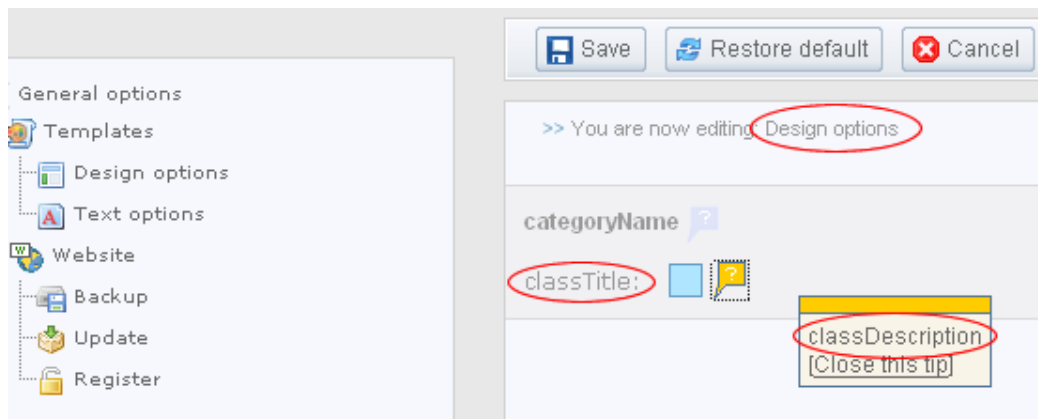 Save Restore default Cancel
General options
Templates
Design options
Text options
Website
Backup
Update
Register
>> You are now editing: Design options
categoryName ?
classTitle: ?
classDescription
[Close this tip]